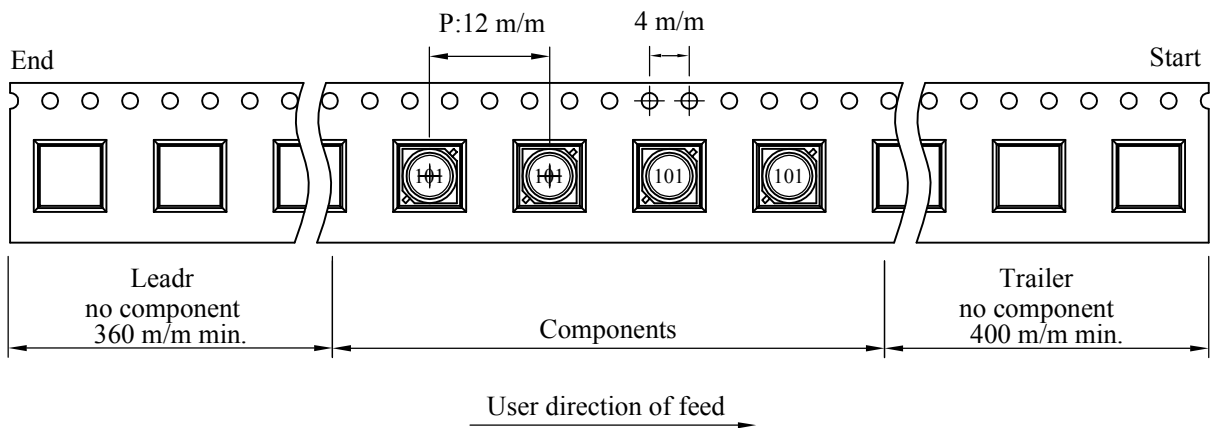 P:12 m/m
4 m/m
End
Start
101
101
101
101
Leadr
no component
360 m/m min.
Components
Trailer
no component
400 m/m min.
User direction of feed